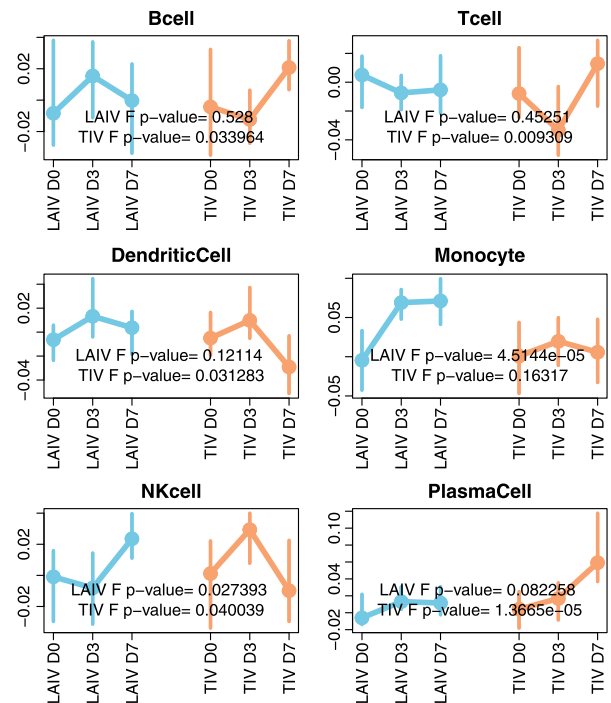 Bcell
0.02
−0.02
LAIV F p−value= 0.528
TIV F p−value= 0.033964
LAIV D0
LAIV D3
LAIV D7
TIV D0
TIV D3
TIV D7
Tcell
0.00
−0.04
LAIV F p−value= 0.45251
TIV F p−value= 0.009309
LAIV D0
LAIV D3
LAIV D7
TIV D0
TIV D3
TIV D7
DendriticCell
0.02
−0.04
LAIV F p−value= 0.12114
TIV F p−value= 0.031283
LAIV D0
LAIV D3
LAIV D7
TIV D0
TIV D3
TIV D7
Monocyte
0.05
−0.05
LAIV F p−value= 4.5144e−05
TIV F p−value= 0.16317
LAIV D0
LAIV D3
LAIV D7
TIV D0
TIV D3
TIV D7
NKcell
0.02
−0.02
LAIV F p−value= 0.027393
TIV F p−value= 0.040039
LAIV D0
LAIV D3
LAIV D7
TIV D0
TIV D3
TIV D7
PlasmaCell
0.10
0.04
−0.02
LAIV F p−value= 0.082258
TIV F p−value= 1.3665e−05
LAIV D0
LAIV D3
LAIV D7
TIV D0
TIV D3
TIV D7